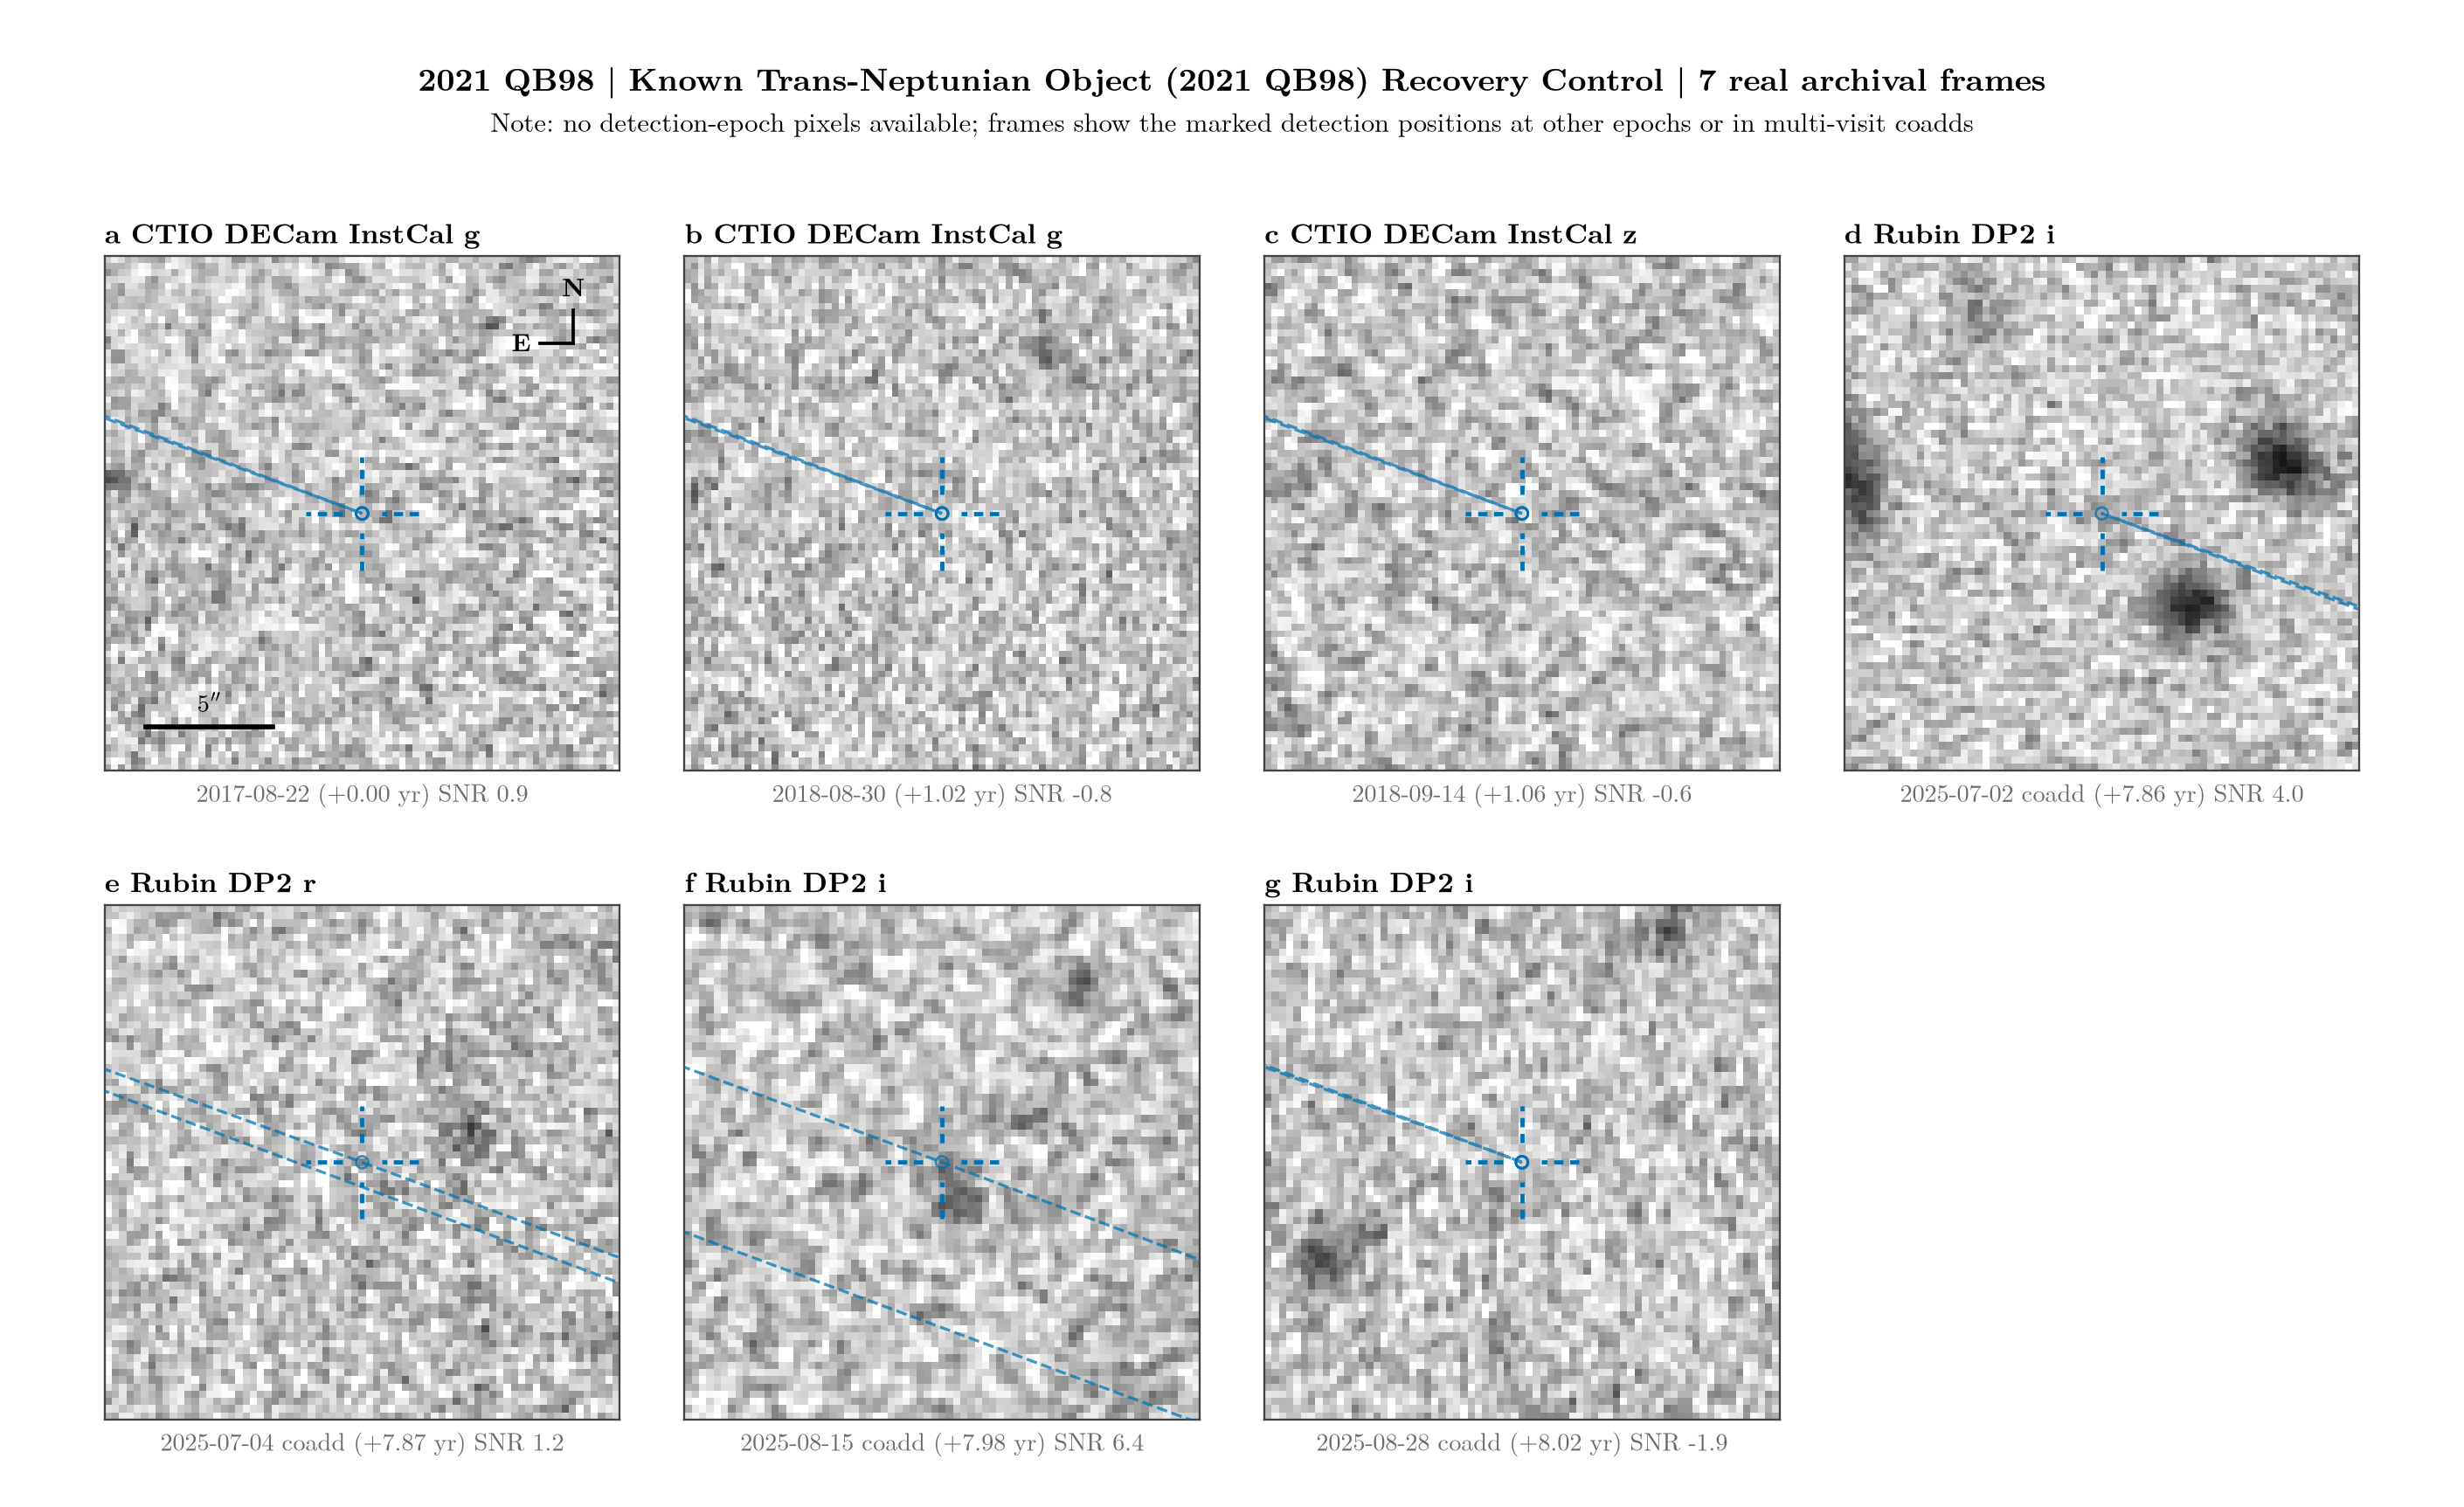 2021 QB98 | Known Trans-Neptunian Object (2021 QB98) Recovery Control | 7 real archival frames
Note: no detection-epoch pixels available; frames show the marked detection positions at other epochs or in multi-visit coadds
a CTIO DECam InstCal g
b CTIO DECam InstCal g
c CTIO DECam InstCal z
d Rubin DP2 i
N
E
5″
2017-08-22 (+0.00 yr) SNR 0.9
2018-08-30 (+1.02 yr) SNR -0.8
2018-09-14 (+1.06 yr) SNR -0.6
2025-07-02 coadd (+7.86 yr) SNR 4.0
e Rubin DP2 r
f Rubin DP2 i
g Rubin DP2 i
2025-07-04 coadd (+7.87 yr) SNR 1.2
2025-08-15 coadd (+7.98 yr) SNR 6.4
2025-08-28 coadd (+8.02 yr) SNR -1.9